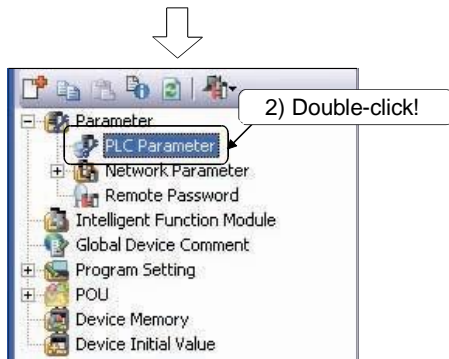 2) Double-click!
Parameter
PLC Parameter
Network Parameter
Remote Password
Intelligent Function Module
Global Device Comment
Program Setting
POU
Device Memory
Device Initial Value